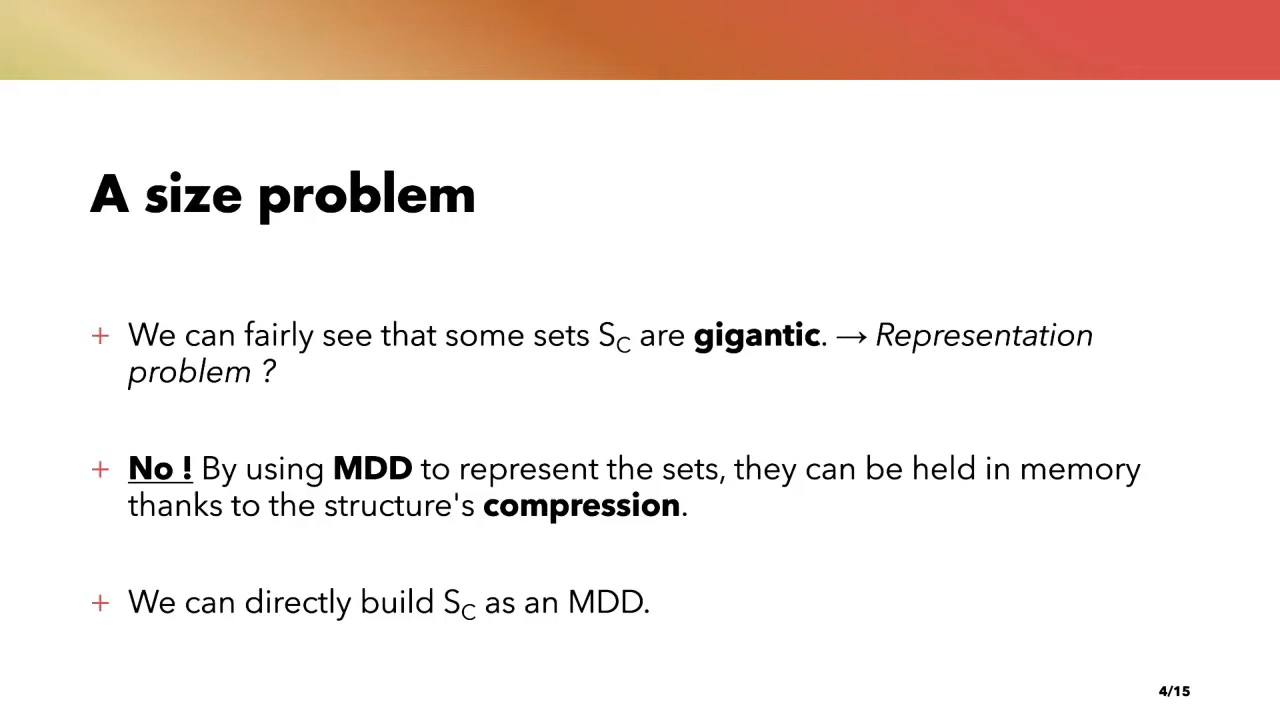 A size problem
+ We can fairly see that some sets S_C are gigantic. → Representation
problem ?
+ No ! By using MDD to represent the sets, they can be held in memory
thanks to the structure's compression.
+ We can directly build S_C as an MDD.
4/15